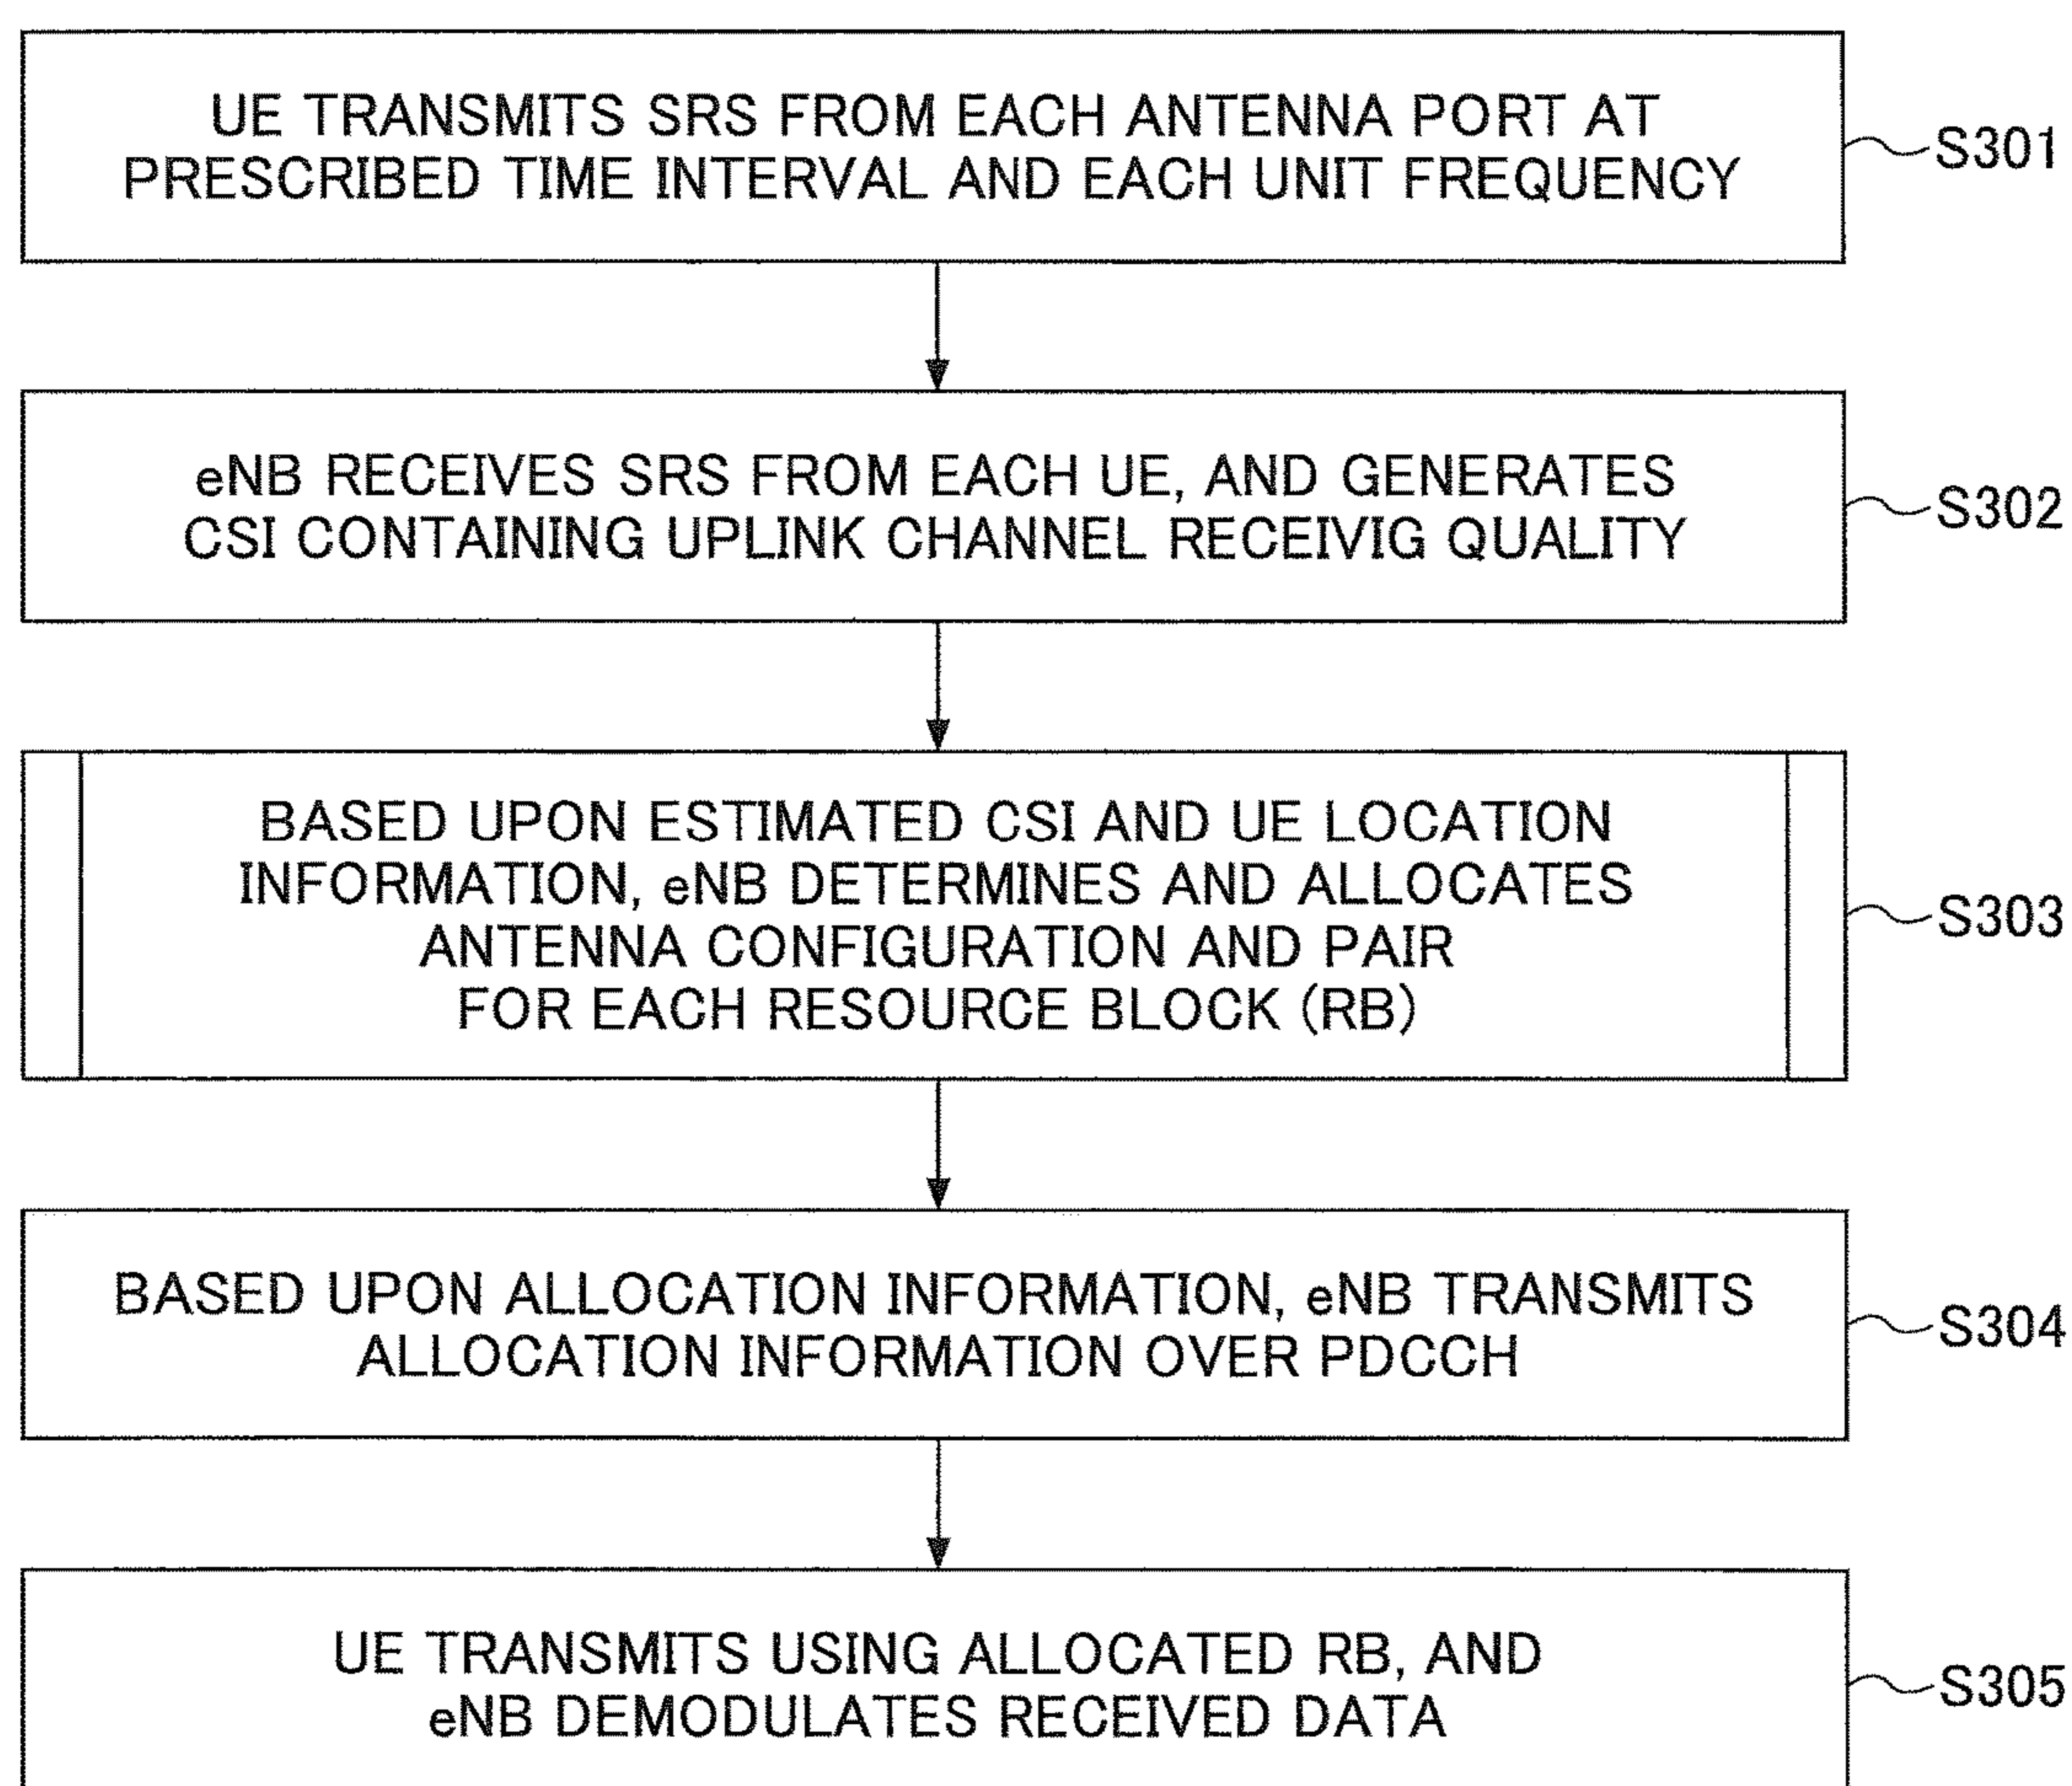 UE TRANSMITS SRS FROM EACH ANTENNA PORT AT
PRESCRIBED TIME INTERVAL AND EACH UNIT FREQUENCY
S301
eNB RECEIVES SRS FROM EACH UE, AND GENERATES
CSI CONTAINING UPLINK CHANNEL RECEIVIG QUALITY
S302
BASED UPON ESTIMATED CSI AND UE LOCATION
INFORMATION, eNB DETERMINES AND ALLOCATES
ANTENNA CONFIGURATION AND PAIR
FOR EACH RESOURCE BLOCK (RB)
S303
BASED UPON ALLOCATION INFORMATION, eNB TRANSMITS
ALLOCATION INFORMATION OVER PDCCH
S304
UE TRANSMITS USING ALLOCATED RB, AND
eNB DEMODULATES RECEIVED DATA
S305